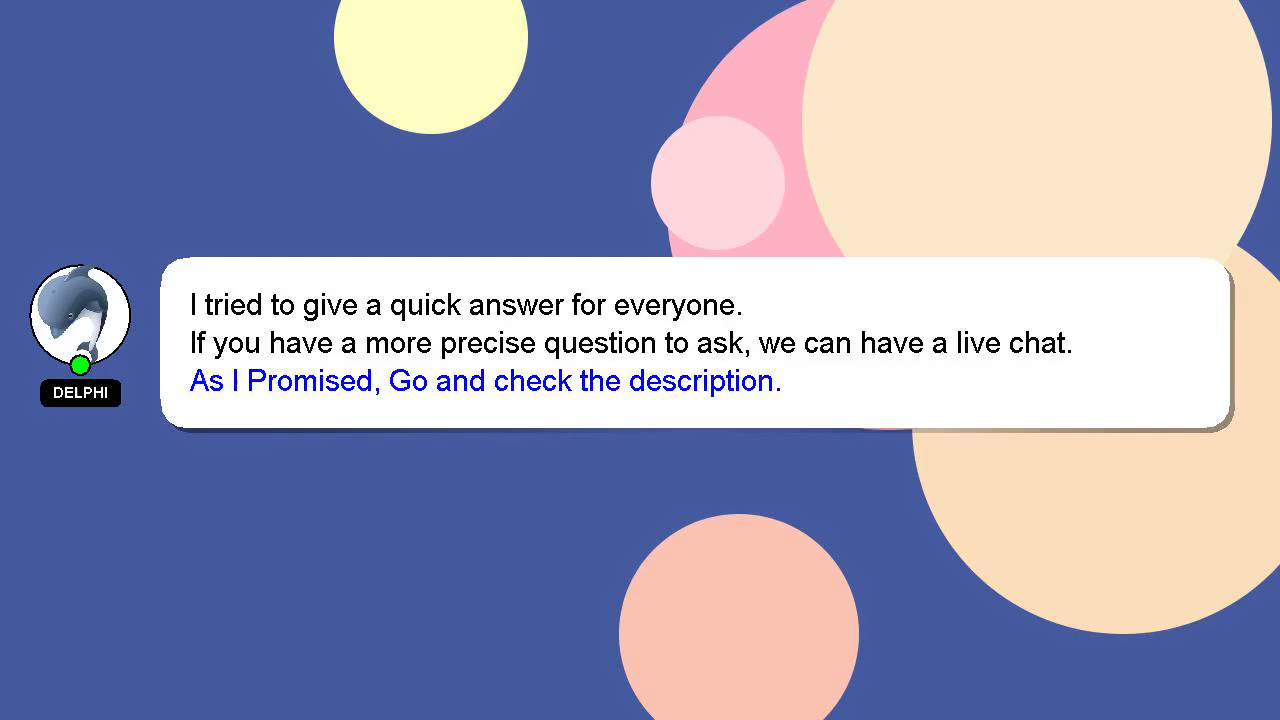 I tried to give a quick answer for everyone.
If you have a more precise question to ask, we can have a live chat.
As I Promised, Go and check the description.
DELPHI